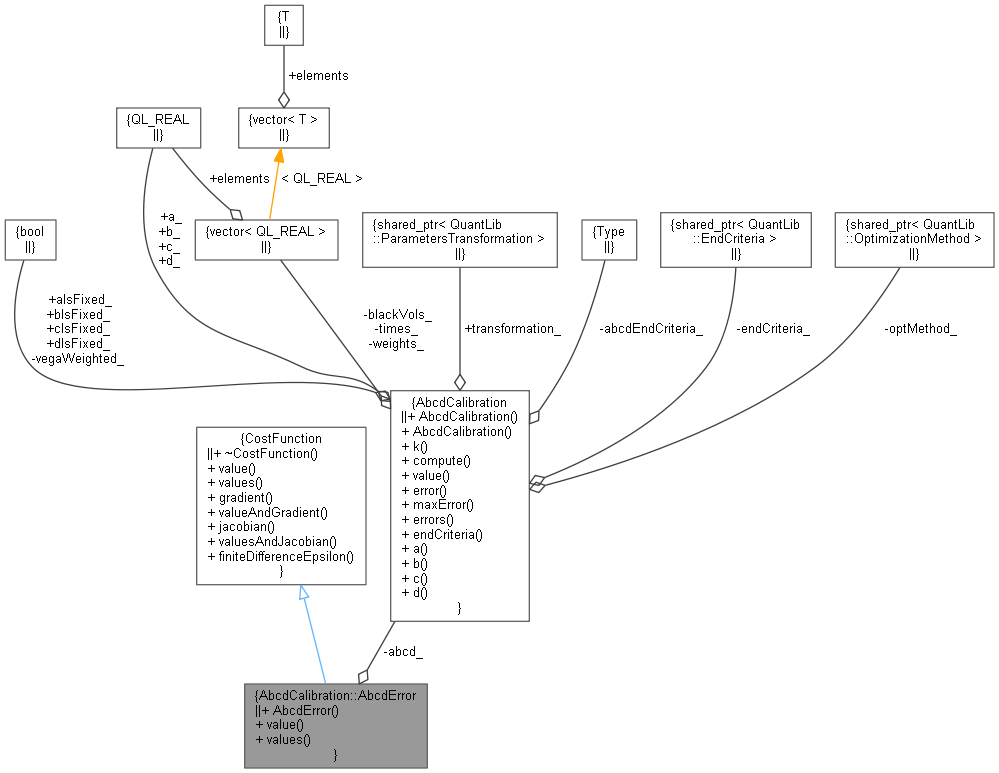 {T
||}
+elements
{QL_REAL
||}
{vector< T >
||}
+elements
< QL_REAL >
+a_
+b_
+c_
+d_
{bool
||}
{vector< QL_REAL >
||}
{shared_ptr< QuantLib
::ParametersTransformation >
||}
{Type
||}
{shared_ptr< QuantLib
::EndCriteria >
||}
{shared_ptr< QuantLib
::OptimizationMethod >
||}
+aIsFixed_
+bIsFixed_
+cIsFixed_
+dIsFixed_
-vegaWeighted_
-blackVols_
-times_
-weights_
+transformation_
-abcdEndCriteria_
-endCriteria_
-optMethod_
{AbcdCalibration
||+ AbcdCalibration()
+ AbcdCalibration()
+ k()
+ compute()
+ value()
+ error()
+ maxError()
+ errors()
+ endCriteria()
+ a()
+ b()
+ c()
+ d()
}
{CostFunction
||+ ~CostFunction()
+ value()
+ values()
+ gradient()
+ valueAndGradient()
+ jacobian()
+ valuesAndJacobian()
+ finiteDifferenceEpsilon()
}
-abcd_
{AbcdCalibration::AbcdError
||+ AbcdError()
+ value()
+ values()
}